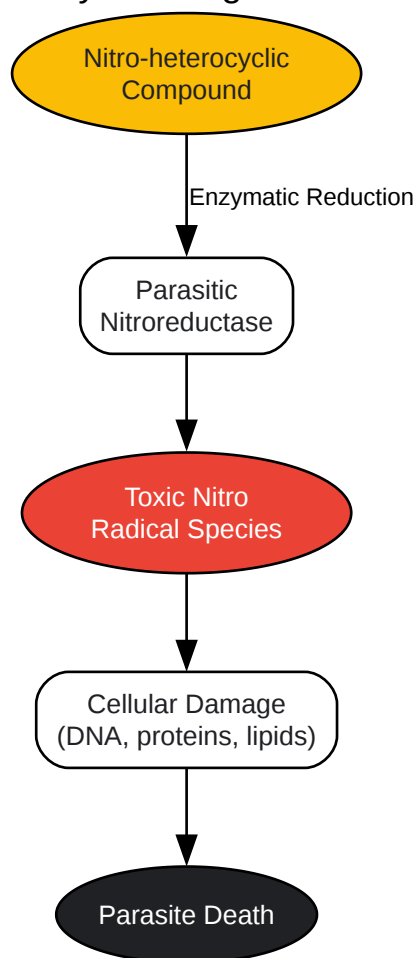 Nitro-heterocyclic
Compound
Enzymatic Reduction
Parasitic
Nitroreductase
Toxic Nitro
Radical Species
Cellular Damage
(DNA, proteins, lipids)
Parasite Death